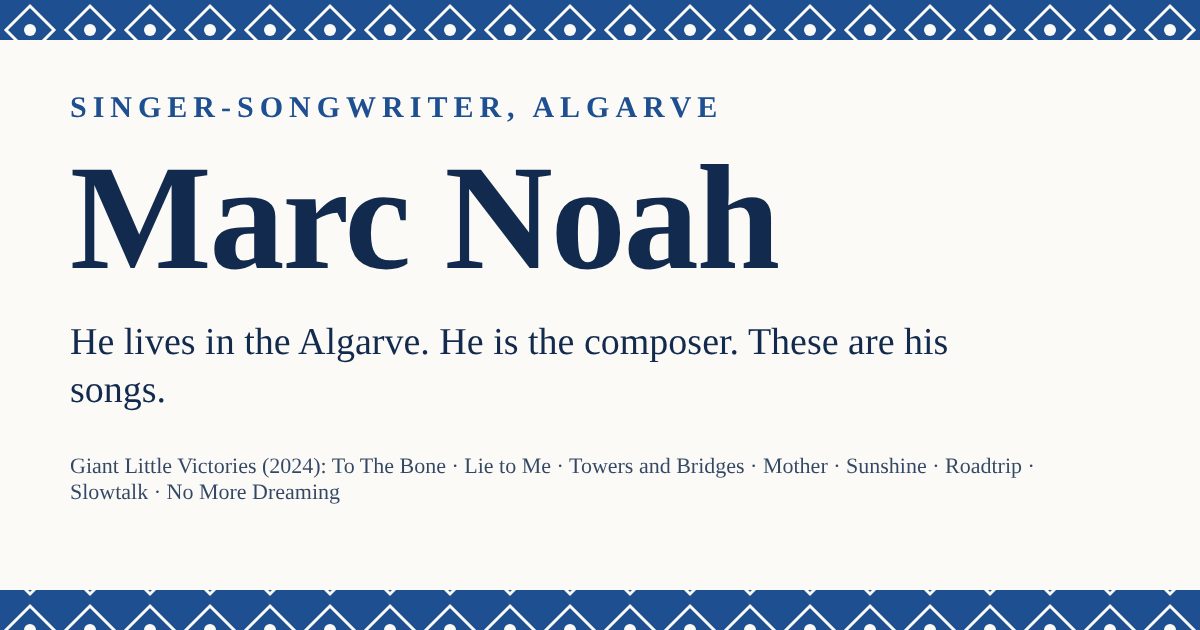 SINGER-SONGWRITER, ALGARVE
Marc Noah
He lives in the Algarve. He is the composer. These are his
songs.
Giant Little Victories (2024): To The Bone · Lie to Me · Towers and Bridges · Mother · Sunshine · Roadtrip ·
Slowtalk · No More Dreaming